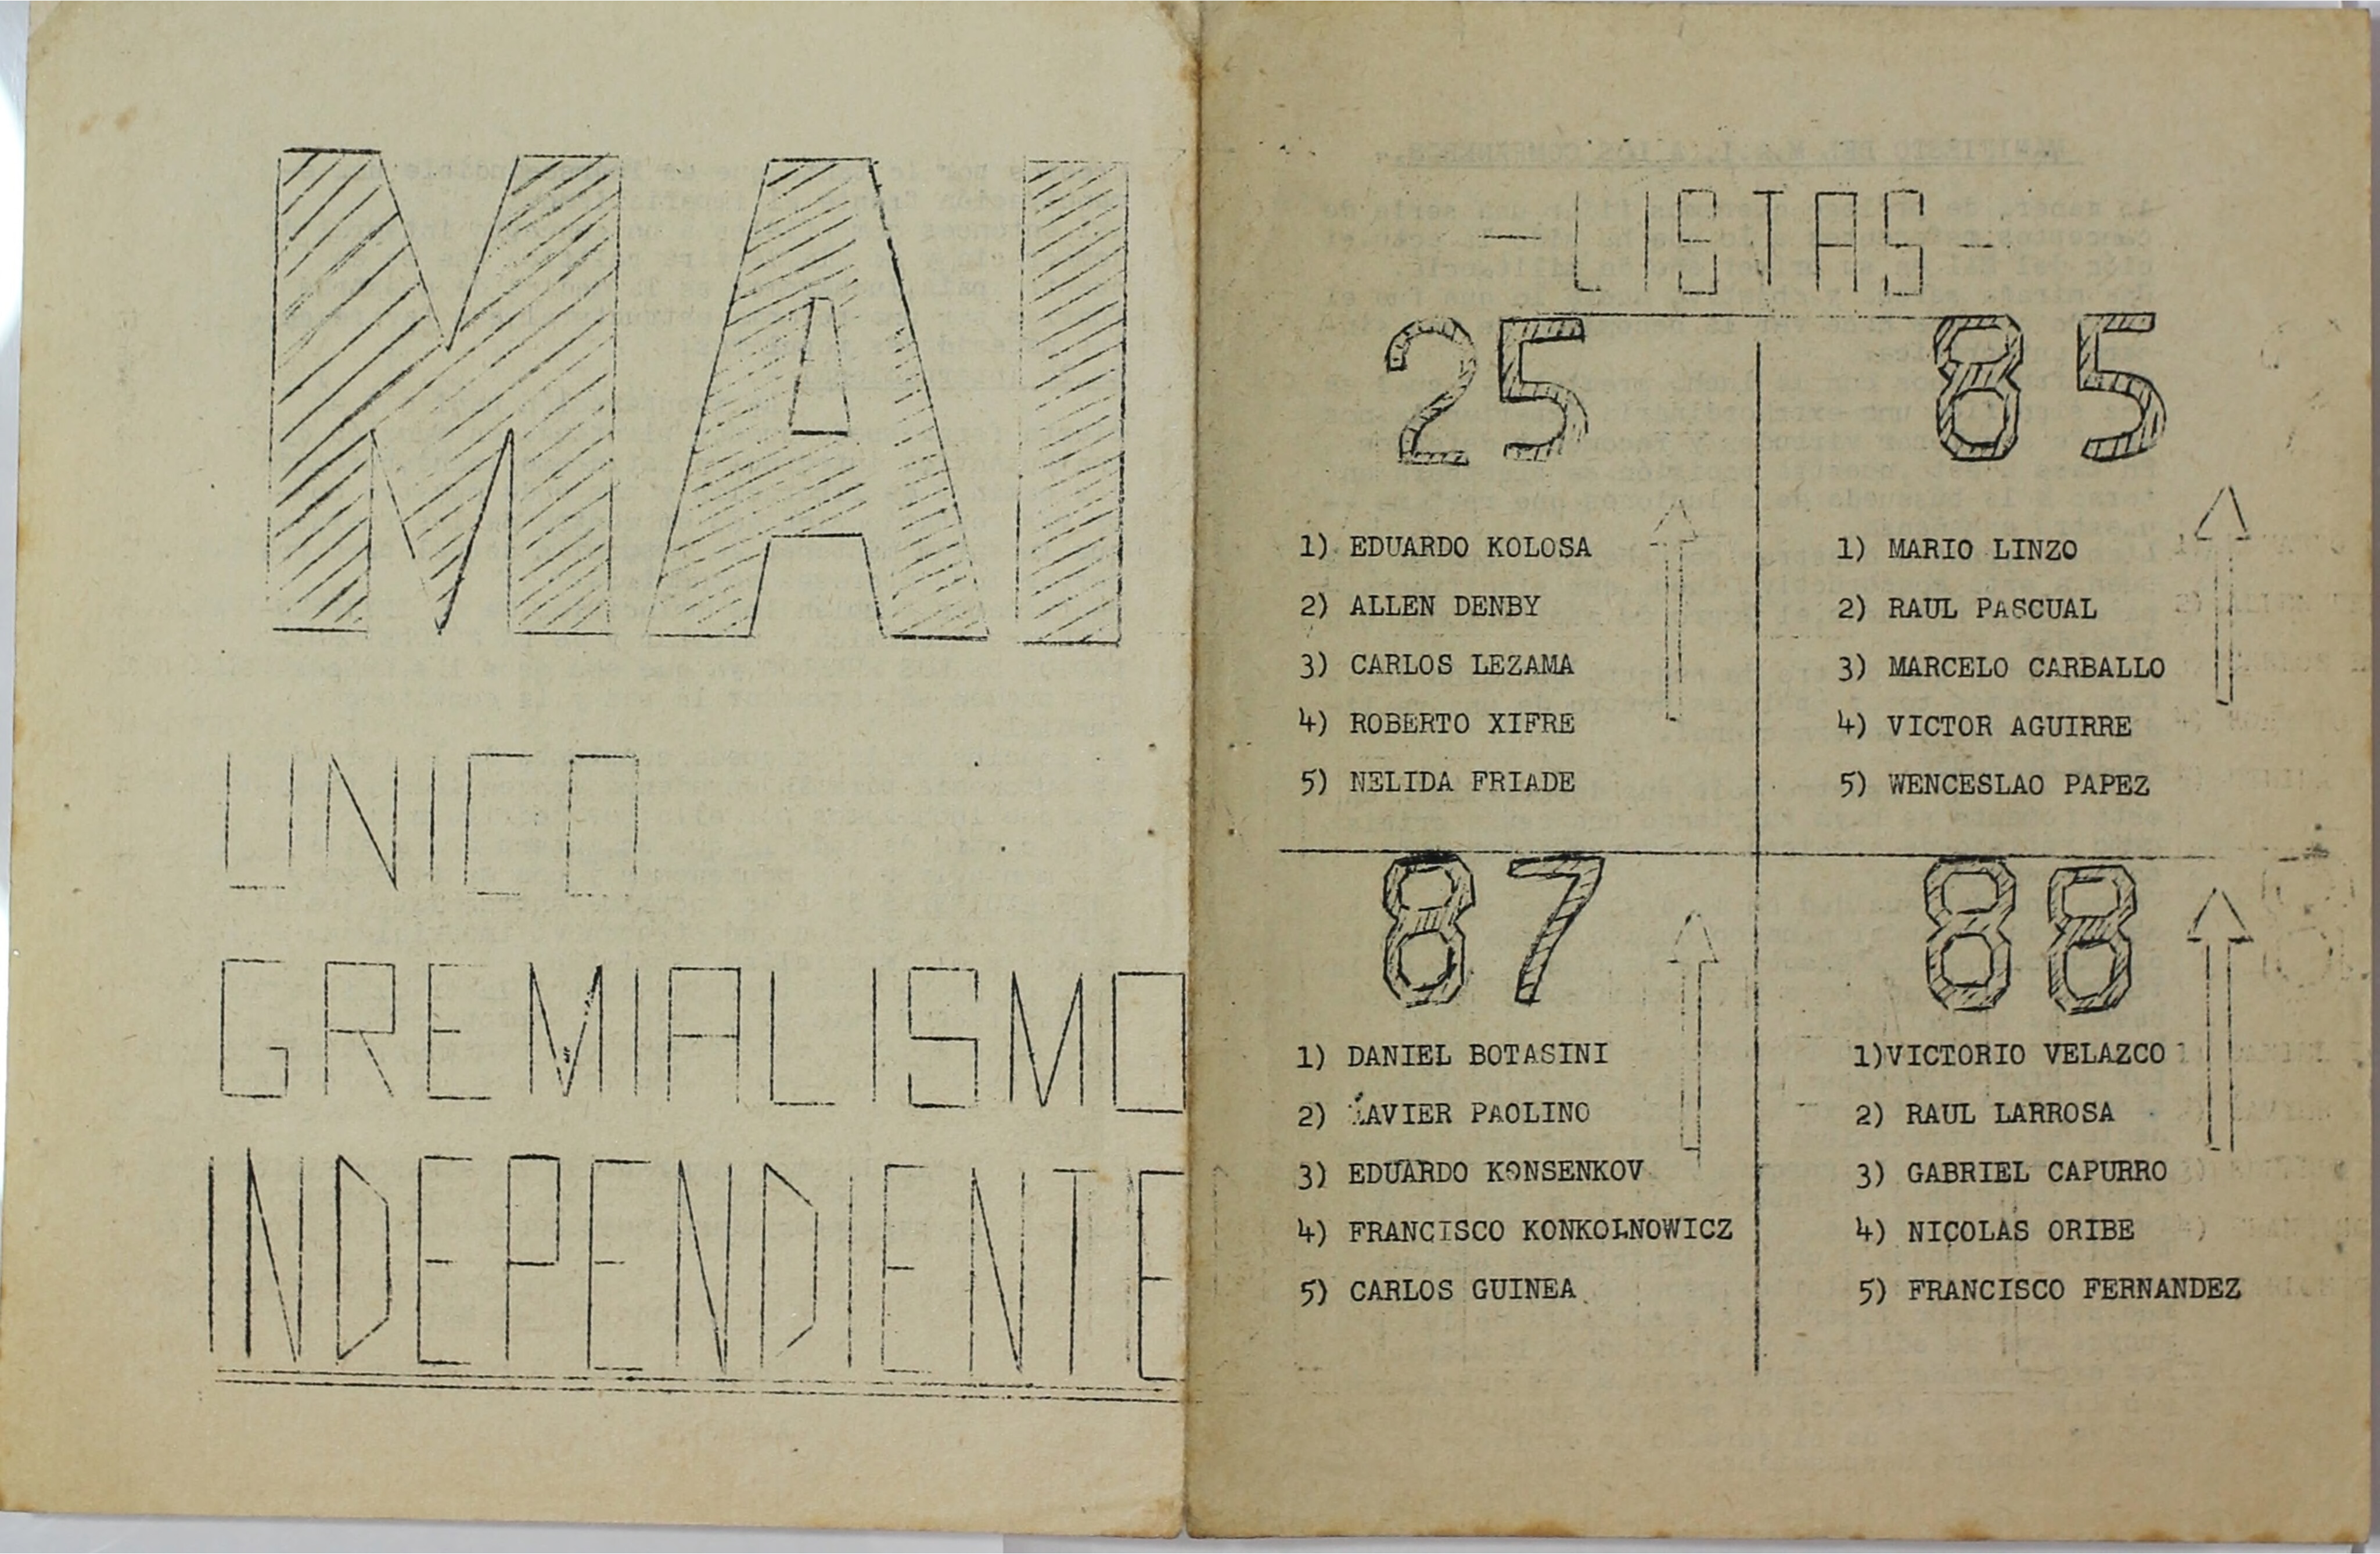 MAI
UNICO
GREMIALISMO
INDEPENDIENTE
-LISTAS-
25
1) EDUARDO KOLOSA
2) ALLEN DENBY
3) CARLOS LEZAMA
4) ROBERTO XIFRE
5) NELIDA FRIADE
85
1) MARIO LINZO
2) RAUL PASCUAL
3) MARCELO CARBALLO
4) VICTOR AGUIRRE
5) WENCESLAO PAPEZ
87
1) DANIEL BOTASINI
2) PAOLINO
3) EDUARDO KONSENKOV
4) FRANCISCO KONKOLNOWICZ
5) CARLOS GUINEA
88
1)VICTORIO VELAZCO
2) RAUL LARROSA
3) GABRIEL CAPURRO
4) NICOLAS ORIBE
5) FRANCISCO FERNANDEZ